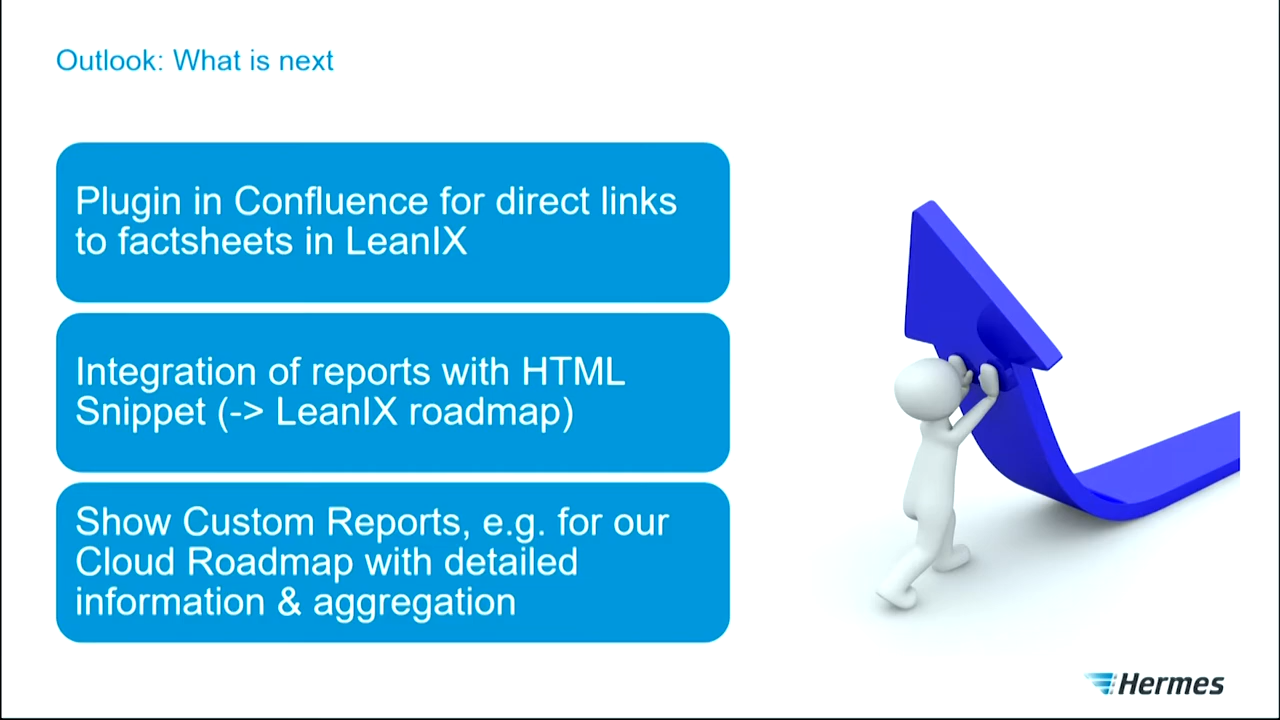 Outlook: What is next
Plugin in Confluence for direct links
to factsheets in LeanIX
Integration of reports with HTML
Snippet (-> LeanIX roadmap)
Show Custom Reports, e.g. for our
Cloud Roadmap with detailed
information & aggregation
Hermes